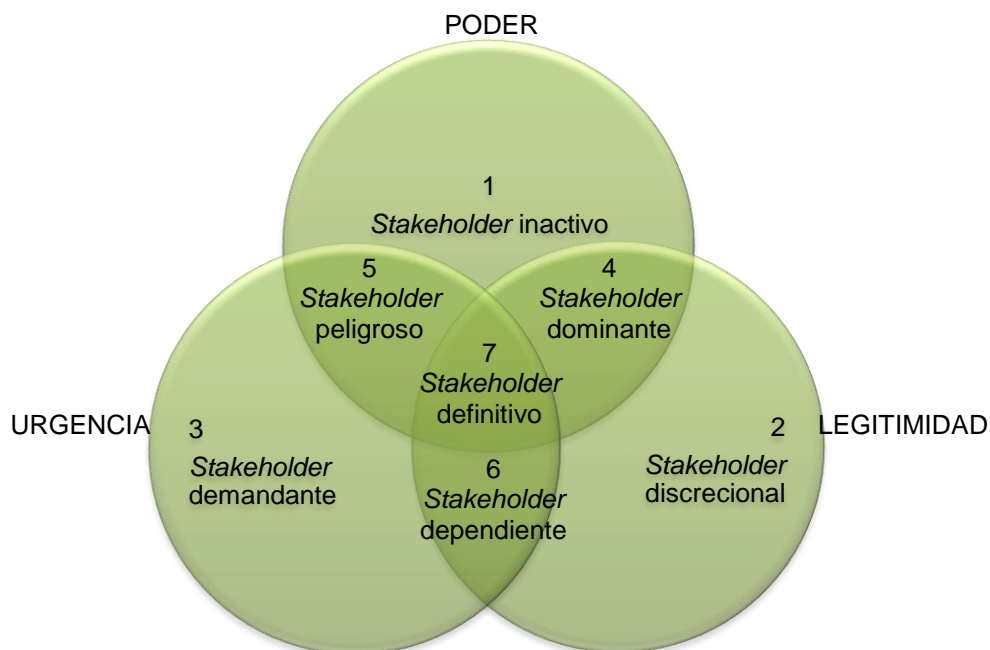 PODER
1
Stakeholder inactivo
5
Stakeholder
peligroso
4
Stakeholder
dominante
7
Stakeholder
definitivo
URGENCIA
3
Stakeholder
demandante
2
LEGITIMIDAD
Stakeholder
discrecional
6
Stakeholder
dependiente